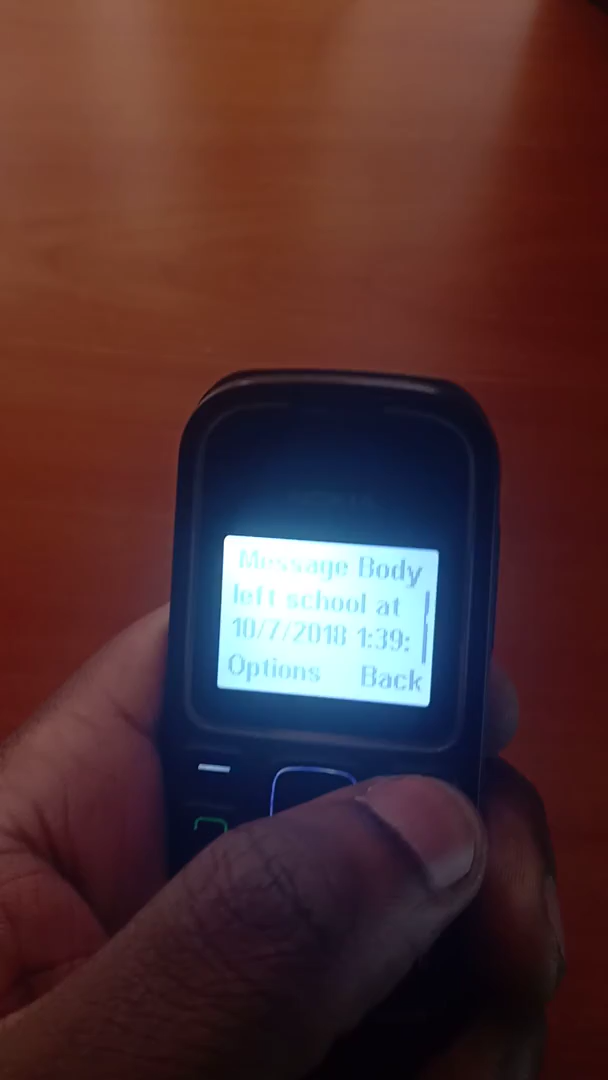 Message Body
left school at
10/7/2018 1:39:
Options Back